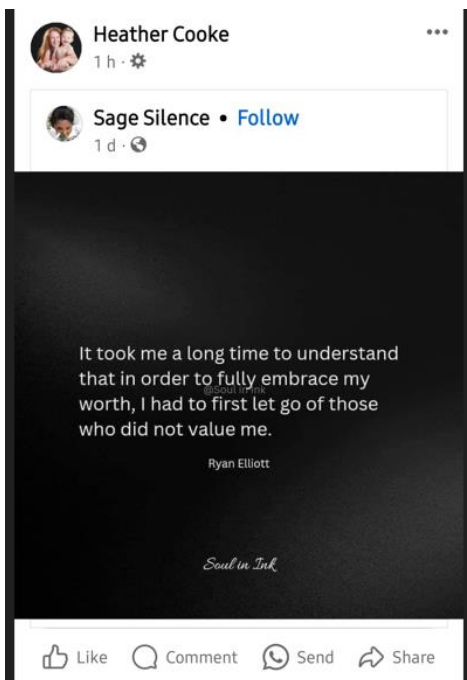 Heather Cooke
1 h ·
Sage Silence • Follow
1 d ·
It took me a long time to understand
that in order to fully embrace my
@Soul in Ink
worth, I had to first let go of those
who did not value me.
Ryan Elliott
Soul in Ink
Like Comment Send Share